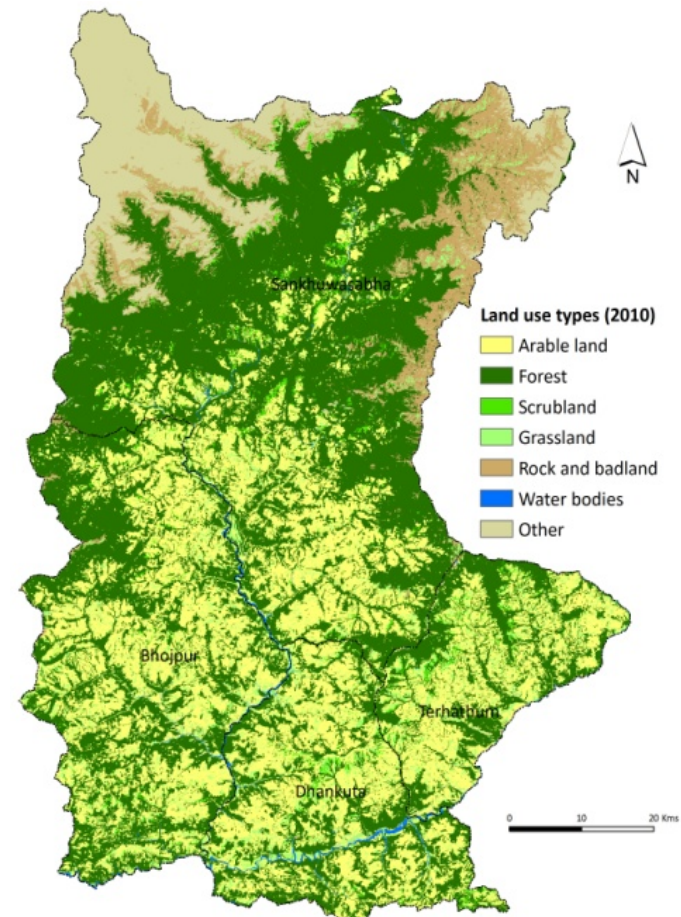 N
Sankhuwasabha
Land use types (2010)
Arable land
Forest
Scrubland
Grassland
Rock and badland
Water bodies
Other
Bhojpur
Terhathum
Dhankuta
0 10 20 Kms